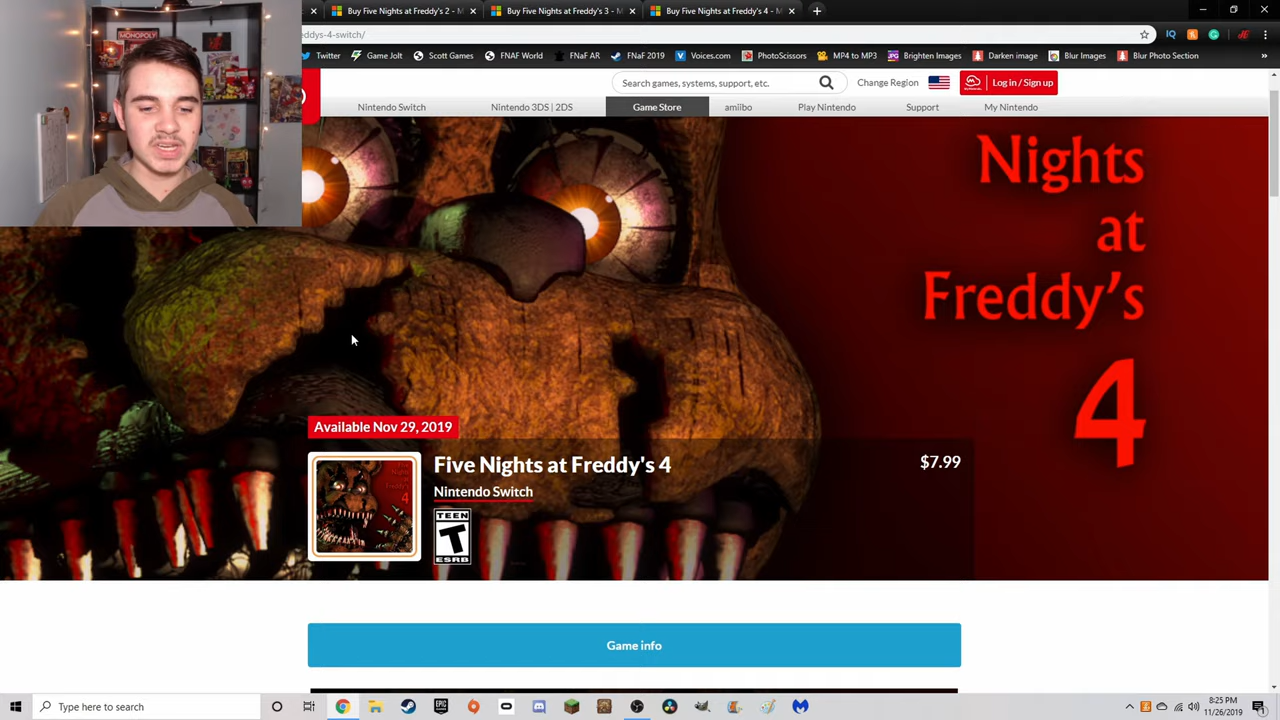 Buy Five Nights at Freddy's 2 - M
Buy Five Nights at Freddy's 3 - M
Buy Five Nights at Freddy's 4 - M
eddys-4-switch/
Twitter
Game Jolt
Scott Games
FNAF World
FNaF AR
FNaF 2019
Voices.com
PhotoScissors
MP4 to MP3
Brighten Images
Darken image
Blur Images
Blur Photo Section
MONOPOLY
Search games, systems, support, etc.
Change Region
Log in / Sign up
Nintendo Switch
Nintendo 3DS | 2DS
Game Store
amiibo
Play Nintendo
Support
My Nintendo
Nights
at
Freddy's
4
Available Nov 29, 2019
Five Nights at Freddy's 4
$7.99
Nintendo Switch
TEEN
T
ESRB
Game info
Type here to search
8:25 PM
11/26/2019